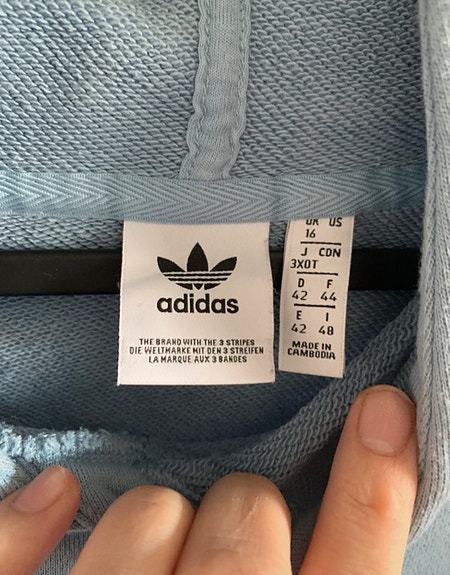 adidas
THE BRAND WITH THE 3 STRIPES
DIE WELTMARKE MIT DEN 3 STREIFEN
LA MARQUE AUX 3 BANDES
UK US
16
J CDN
3XOT
D F
42 44
E I
42 48
MADE IN
CAMBODIA